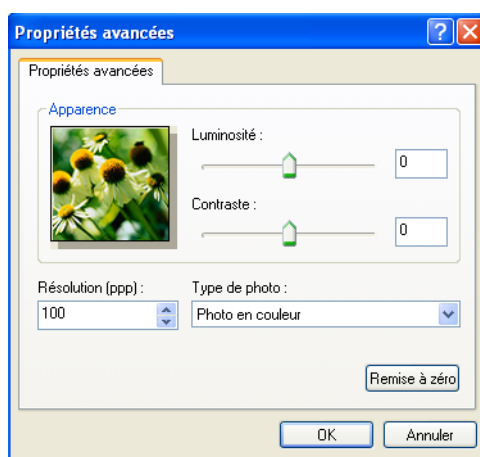 Propriétés avancées
Propriétés avancées
Apparence
Luminosité :
0
Contraste :
0
Résolution (ppp) :
Type de photo :
100
Photo en couleur
Remise à zéro
OK
Annuler